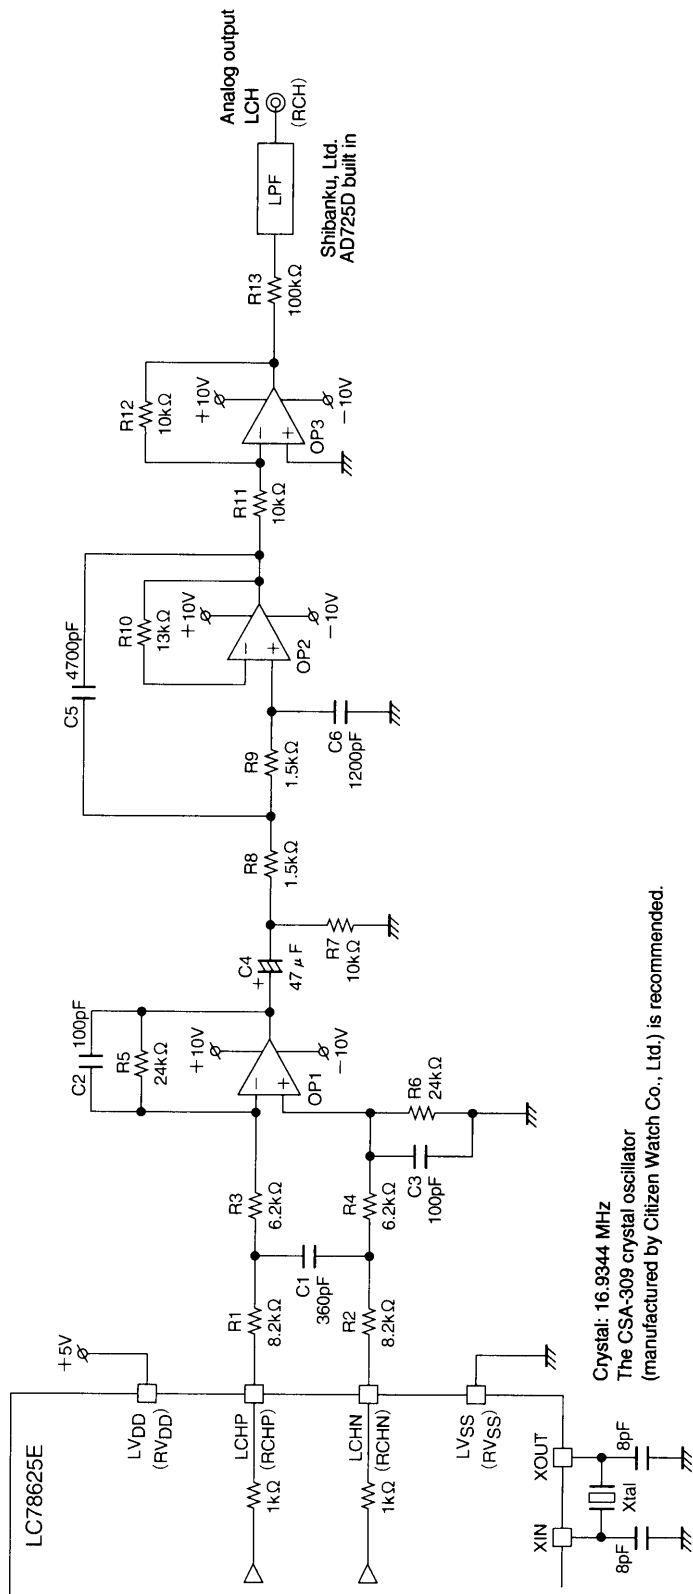 LC78625E
+5V
LVDD
(RVDD)
LCHP
(RCHP)
1kΩ
LCHN
(RCHN)
1kΩ
LVSS
(RVSS)
XIN
XOUT
Xtal
8pF
8pF
R1
8.2kΩ
C1
360pF
R2
8.2kΩ
R3
6.2kΩ
R4
6.2kΩ
C2
100pF
R5
24kΩ
+10V
−
+
OP1
−10V
C3
100pF
R6
24kΩ
C4
+
47 μF
R7
10kΩ
R8
1.5kΩ
R9
1.5kΩ
C5
4700pF
C6
1200pF
R10
13kΩ
+10V
−
+
OP2
−10V
R11
10kΩ
R12
10kΩ
+10V
−
+
OP3
−10V
R13
100kΩ
LPF
Shibanku, Ltd.
AD725D built in
Analog output
LCH
(RCH)
Crystal: 16.9344 MHz
The CSA-309 crystal oscillator
(manufactured by Citizen Watch Co., Ltd.) is recommended.